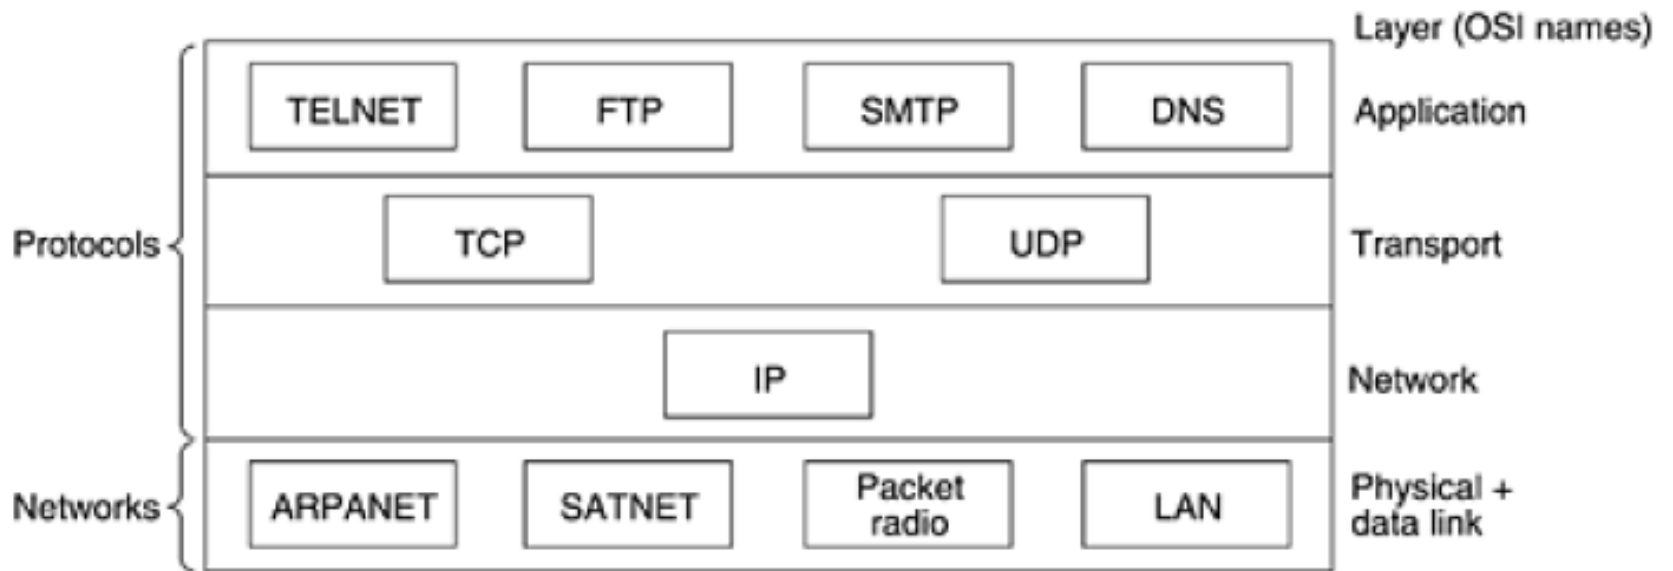 Layer (OSI names)
TELNET FTP SMTP DNS Application
Protocols TCP UDP Transport
IP Network
Networks ARPANET SATNET Packet radio LAN Physical +
data link